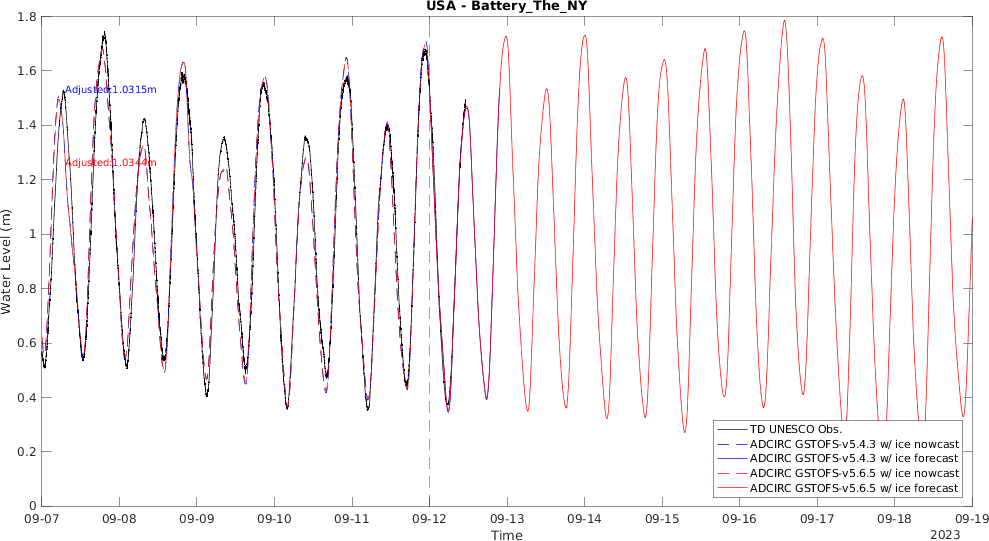 USA - Battery_The_NY
1.8
1.6
1.4
1.2
1
0.8
0.6
0.4
0.2
0
Water Level (m)
Adjusted:1.0315m
Adjusted:1.0344m
TD UNESCO Obs.
ADCIRC GSTOFS-v5.4.3 w/ ice nowcast
ADCIRC GSTOFS-v5.4.3 w/ ice forecast
ADCIRC GSTOFS-v5.6.5 w/ ice nowcast
ADCIRC GSTOFS-v5.6.5 w/ ice forecast
09-07 09-08 09-09 09-10 09-11 09-12 09-13 09-14 09-15 09-16 09-17 09-18 09-19
Time
2023